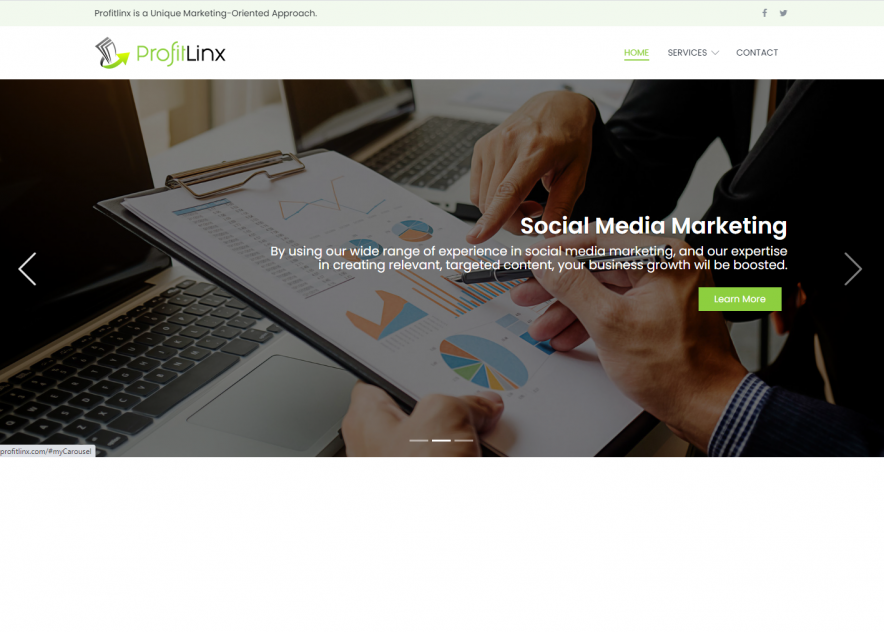 Profitlinx is a Unique Marketing-Oriented Approach.
ProfitLinx
HOME SERVICES CONTACT
Social Media Marketing
By using our wide range of experience in social media marketing, and our expertise
in creating relevant, targeted content, your business growth wil be boosted.
Learn More
profitlinx.com/#myCarousel